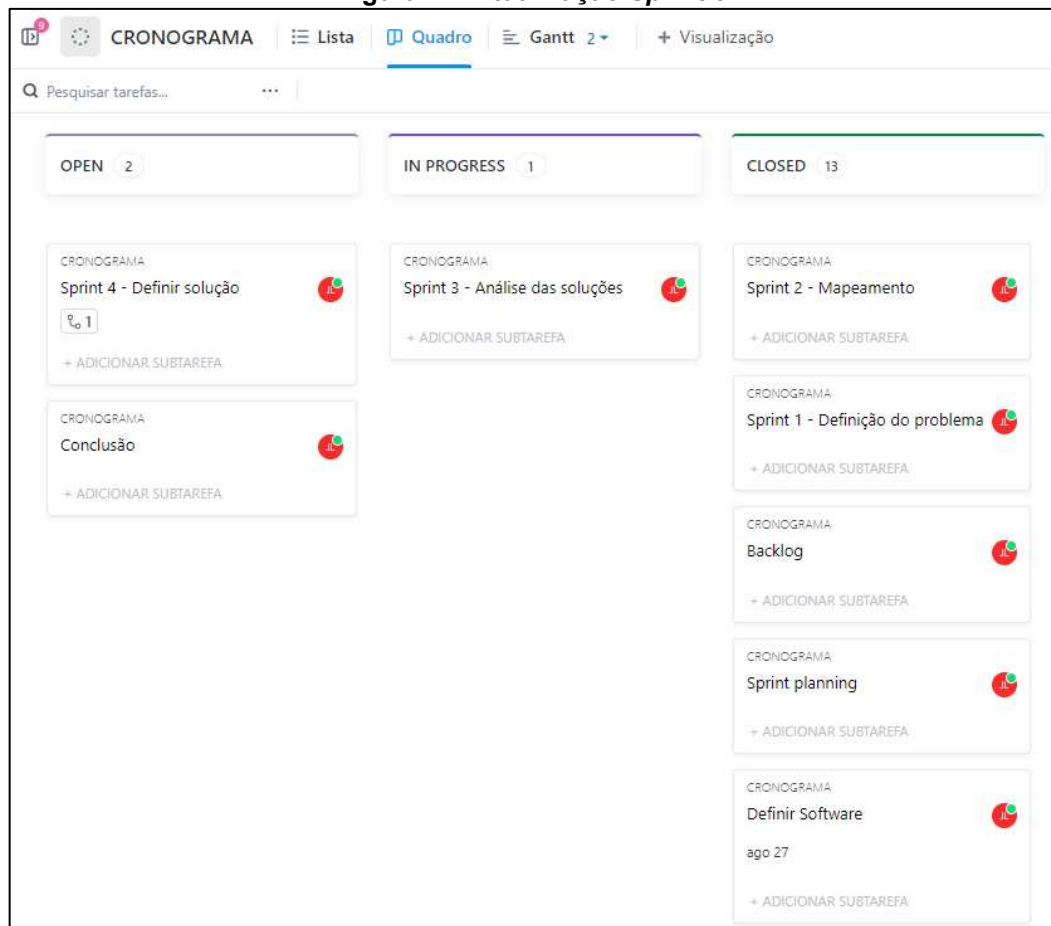 9
CRONOGRAMA Lista Quadro Gantt 2 + Visualização
Pesquisar tarefas... ...
OPEN 2
Sprint 4 - Definir solução
CRONOGRAMA
1
+ ADICIONAR SUBTAREFA
CRONOGRAMA
Conclusão
+ ADICIONAR SUBTAREFA
IN PROGRESS 1
CRONOGRAMA
Sprint 3 - Análise das soluções
+ ADICIONAR SUBTAREFA
CLOSED 13
CRONOGRAMA
Sprint 2 - Mapeamento
+ ADICIONAR SUBTAREFA
CRONOGRAMA
Sprint 1 - Definição do problema
+ ADICIONAR SUBTAREFA
CRONOGRAMA
Backlog
+ ADICIONAR SUBTAREFA
CRONOGRAMA
Sprint planning
+ ADICIONAR SUBTAREFA
CRONOGRAMA
Definir Software
ago 27
+ ADICIONAR SUBTAREFA